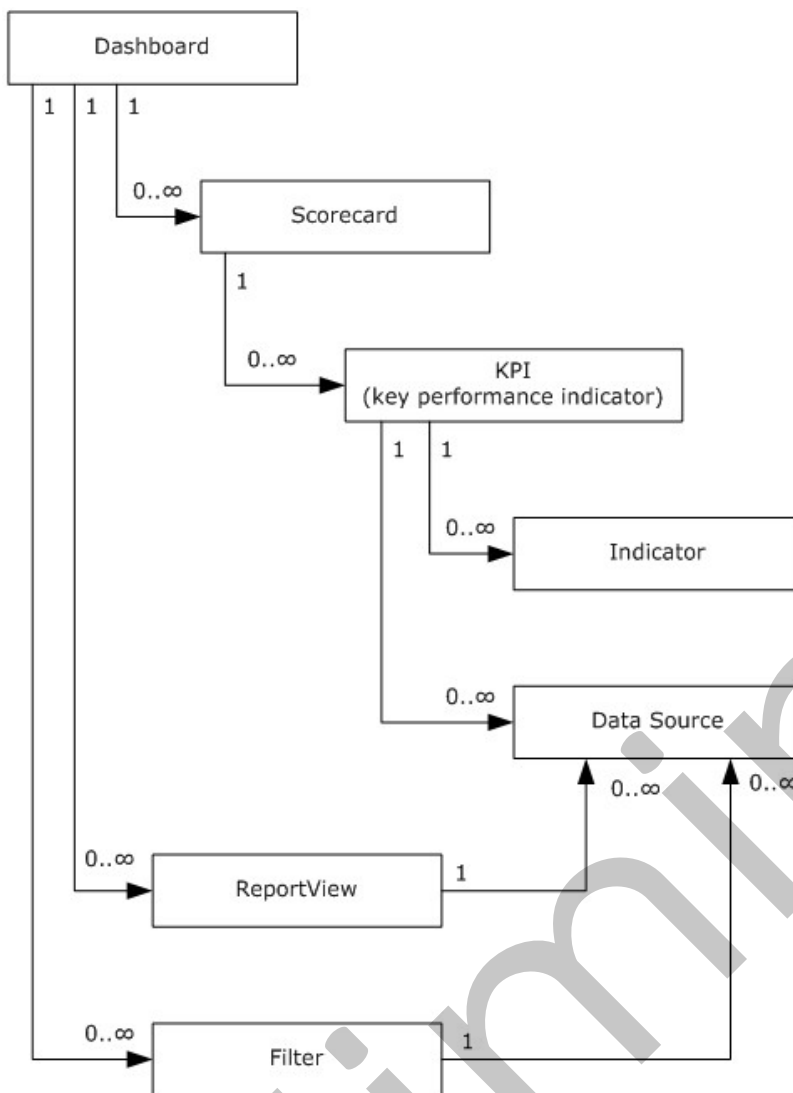 Dashboard
1
1
1
0..∞
Scorecard
1
0..∞
KPI
(key performance indicator)
1
1
0..∞
Indicator
0..∞
Data Source
0..∞
0..∞
0..∞
ReportView
1
0..∞
Filter
1